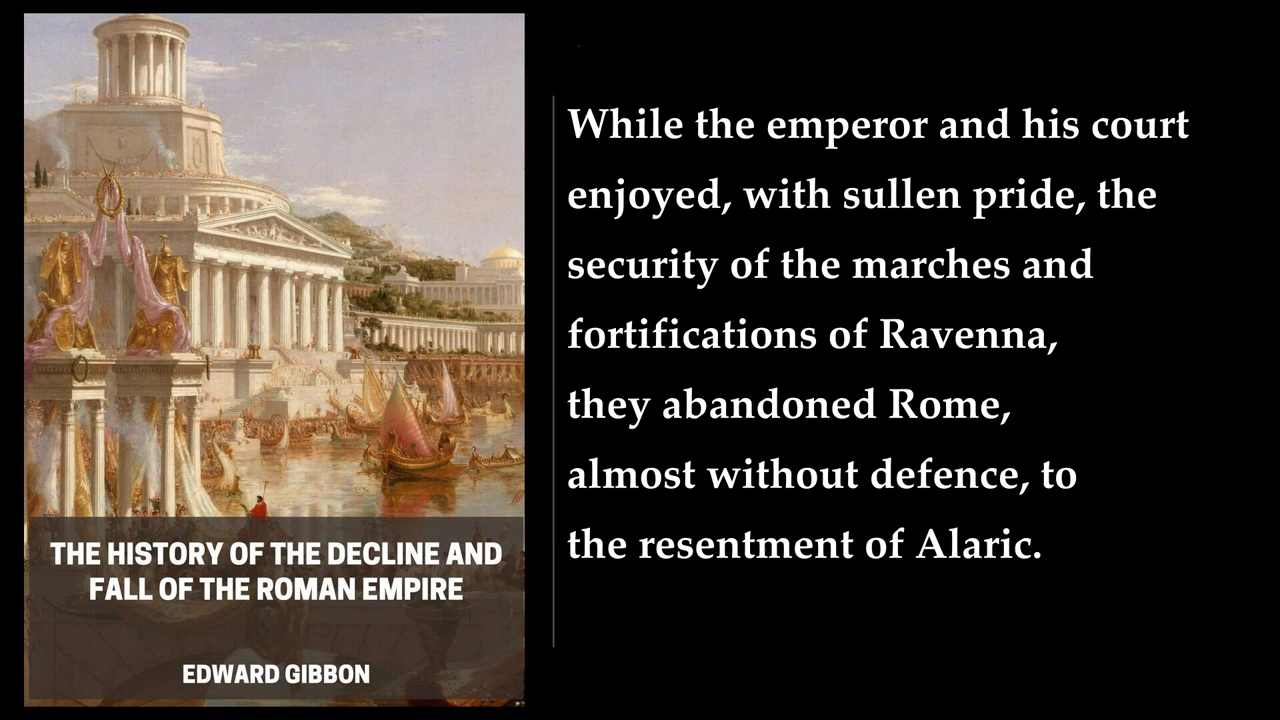 THE HISTORY OF THE DECLINE AND
FALL OF THE ROMAN EMPIRE
EDWARD GIBBON
While the emperor and his court
enjoyed, with sullen pride, the
security of the marches and
fortifications of Ravenna,
they abandoned Rome,
almost without defence, to
the resentment of Alaric.